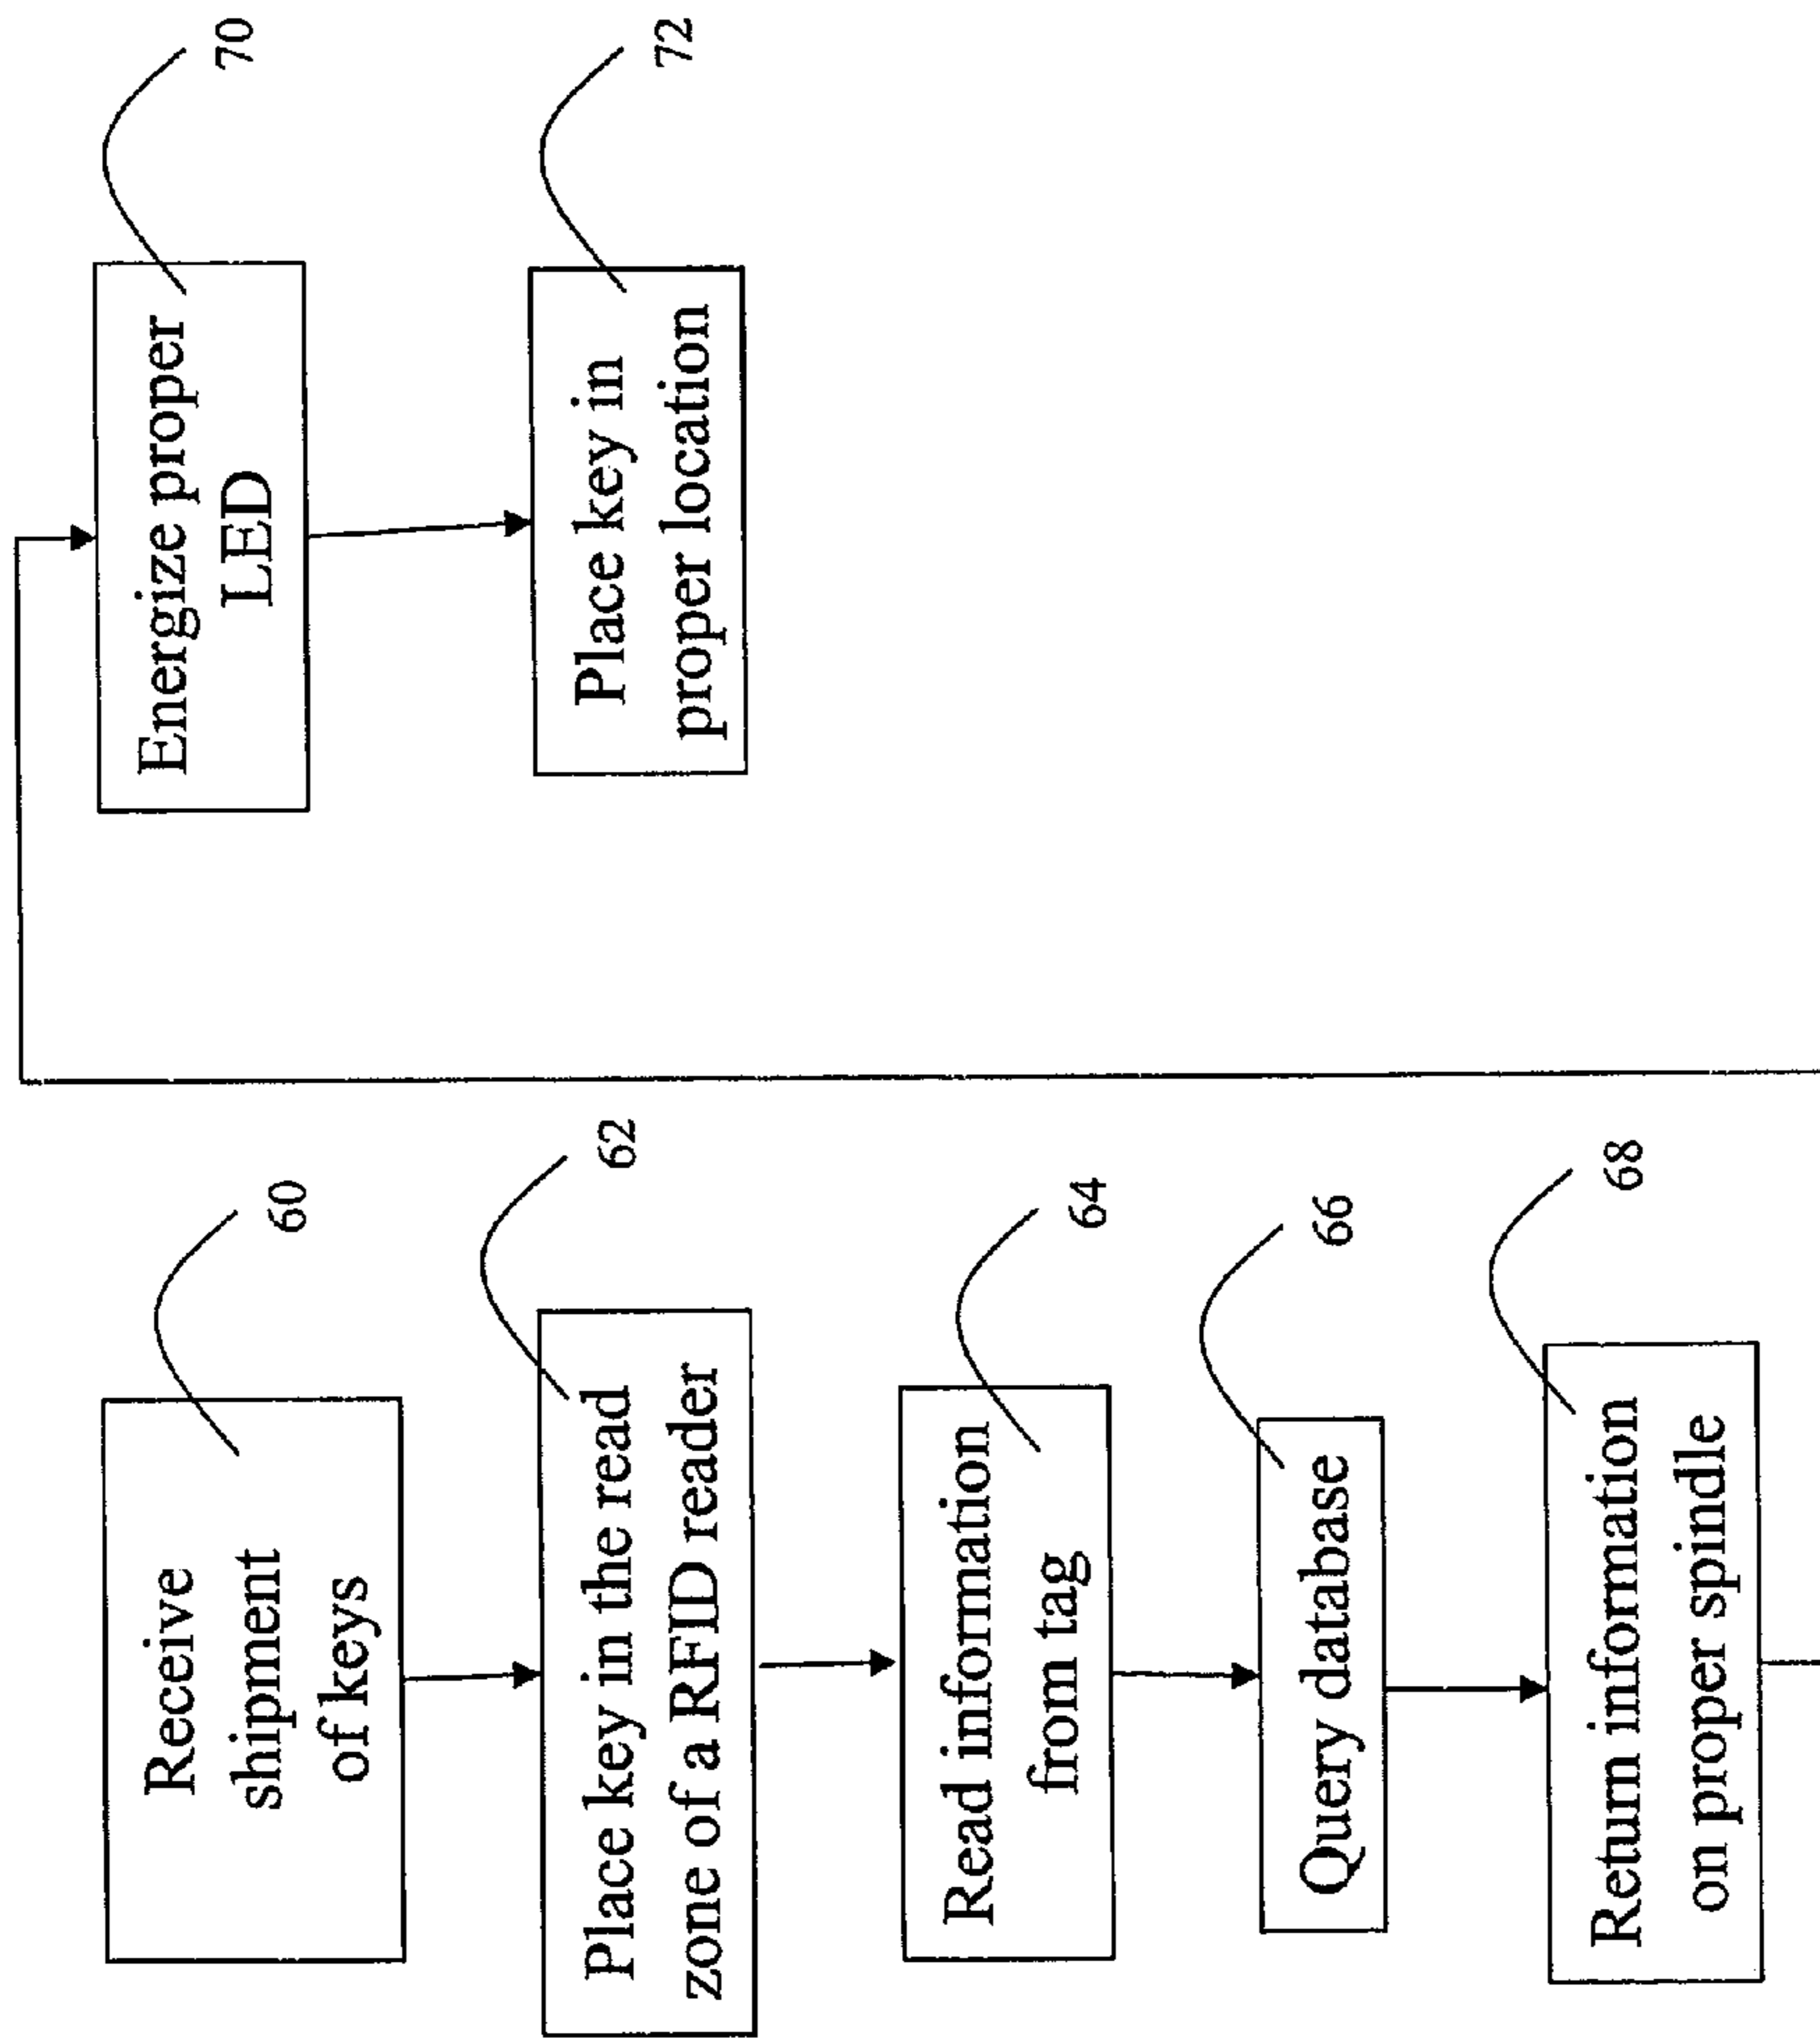 Receive
shipment
of keys
60
Place key in the read
zone of a RFID reader
62
Read information
from tag
64
Query database
66
Return information
on proper spindle
68
Energize proper
LED
70
Place key in
proper location
72